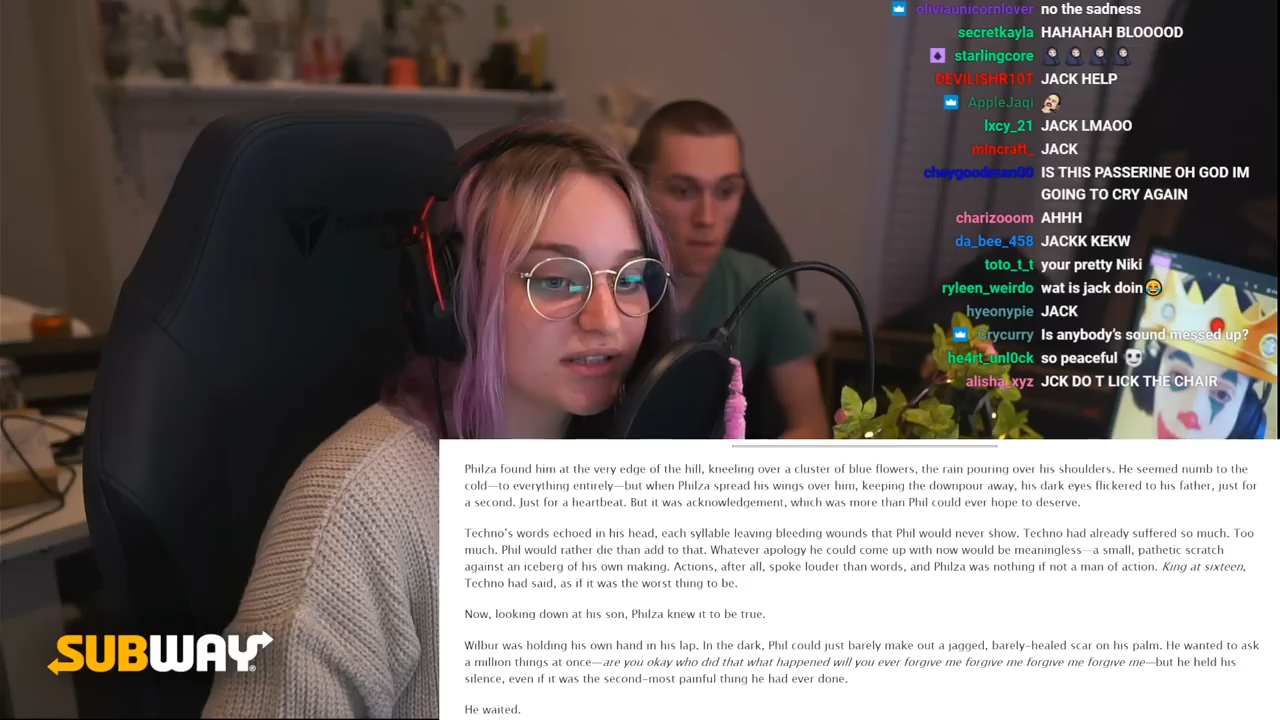 oliviaunicornlover no the sadness
secretkayla HAHAHAH BLOOOOD
starlingcore
DEVILISHR10T JACK HELP
AppleJaqi
lxcy_21 JACK LMAOO
mincraft_ JACK
cheygoodman00 IS THIS PASSERINE OH GOD IM
GOING TO CRY AGAIN
charizooom AHHH
da_bee_458 JACKK KEKW
toto_t_t your pretty Niki
ryleen_weirdo wat is jack doin😂
hyeonypie JACK
Crycurry Is anybody's sound messed up?
he4rt_unl0ck so peaceful
alisha_xyz JCK DO T LICK THE CHAIR
Philza found him at the very edge of the hill, kneeling over a cluster of blue flowers, the rain pouring over his shoulders. He seemed numb to the
cold—to everything entirely—but when Philza spread his wings over him, keeping the downpour away, his dark eyes flickered to his father, just for
a second. Just for a heartbeat. But it was acknowledgement, which was more than Phil could ever hope to deserve.
Techno's words echoed in his head, each syllable leaving bleeding wounds that Phil would never show. Techno had already suffered so much. Too
much. Phil would rather die than add to that. Whatever apology he could come up with now would be meaningless—a small, pathetic scratch
against an iceberg of his own making. Actions, after all, spoke louder than words, and Philza was nothing if not a man of action. King at sixteen,
Techno had said, as if it was the worst thing to be.
Now, looking down at his son, Philza knew it to be true.
Wilbur was holding his own hand in his lap. In the dark, Phil could just barely make out a jagged, barely-healed scar on his palm. He wanted to ask
a million things at once—are you okay who did that what happened will you ever forgive me forgive me forgive me forgive me—but he held his
silence, even if it was the second-most painful thing he had ever done.
He waited.
SUBWAY